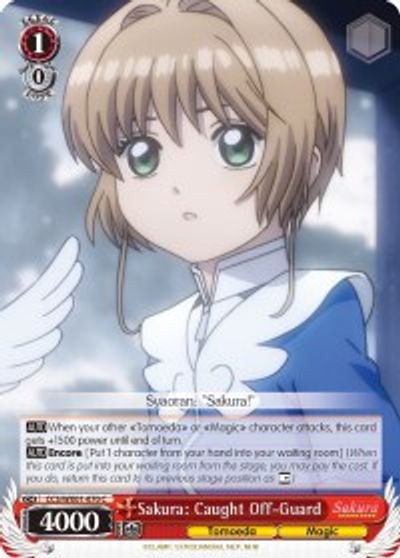 1
0
Syaoran: "Sakura!"
AUTO When your other «Tomoeda» or «Magic» character attacks, this card
gets +1500 power until end of turn.
AUTO Encore [Put 1 character from your hand into your waiting room] (When
this card is put into your waiting room from the stage, you may pay the cost. If
you do, return this card to its previous stage position as
4000
Sakura: Caught Off-Guard
Sakura
Tomoeda
Magic